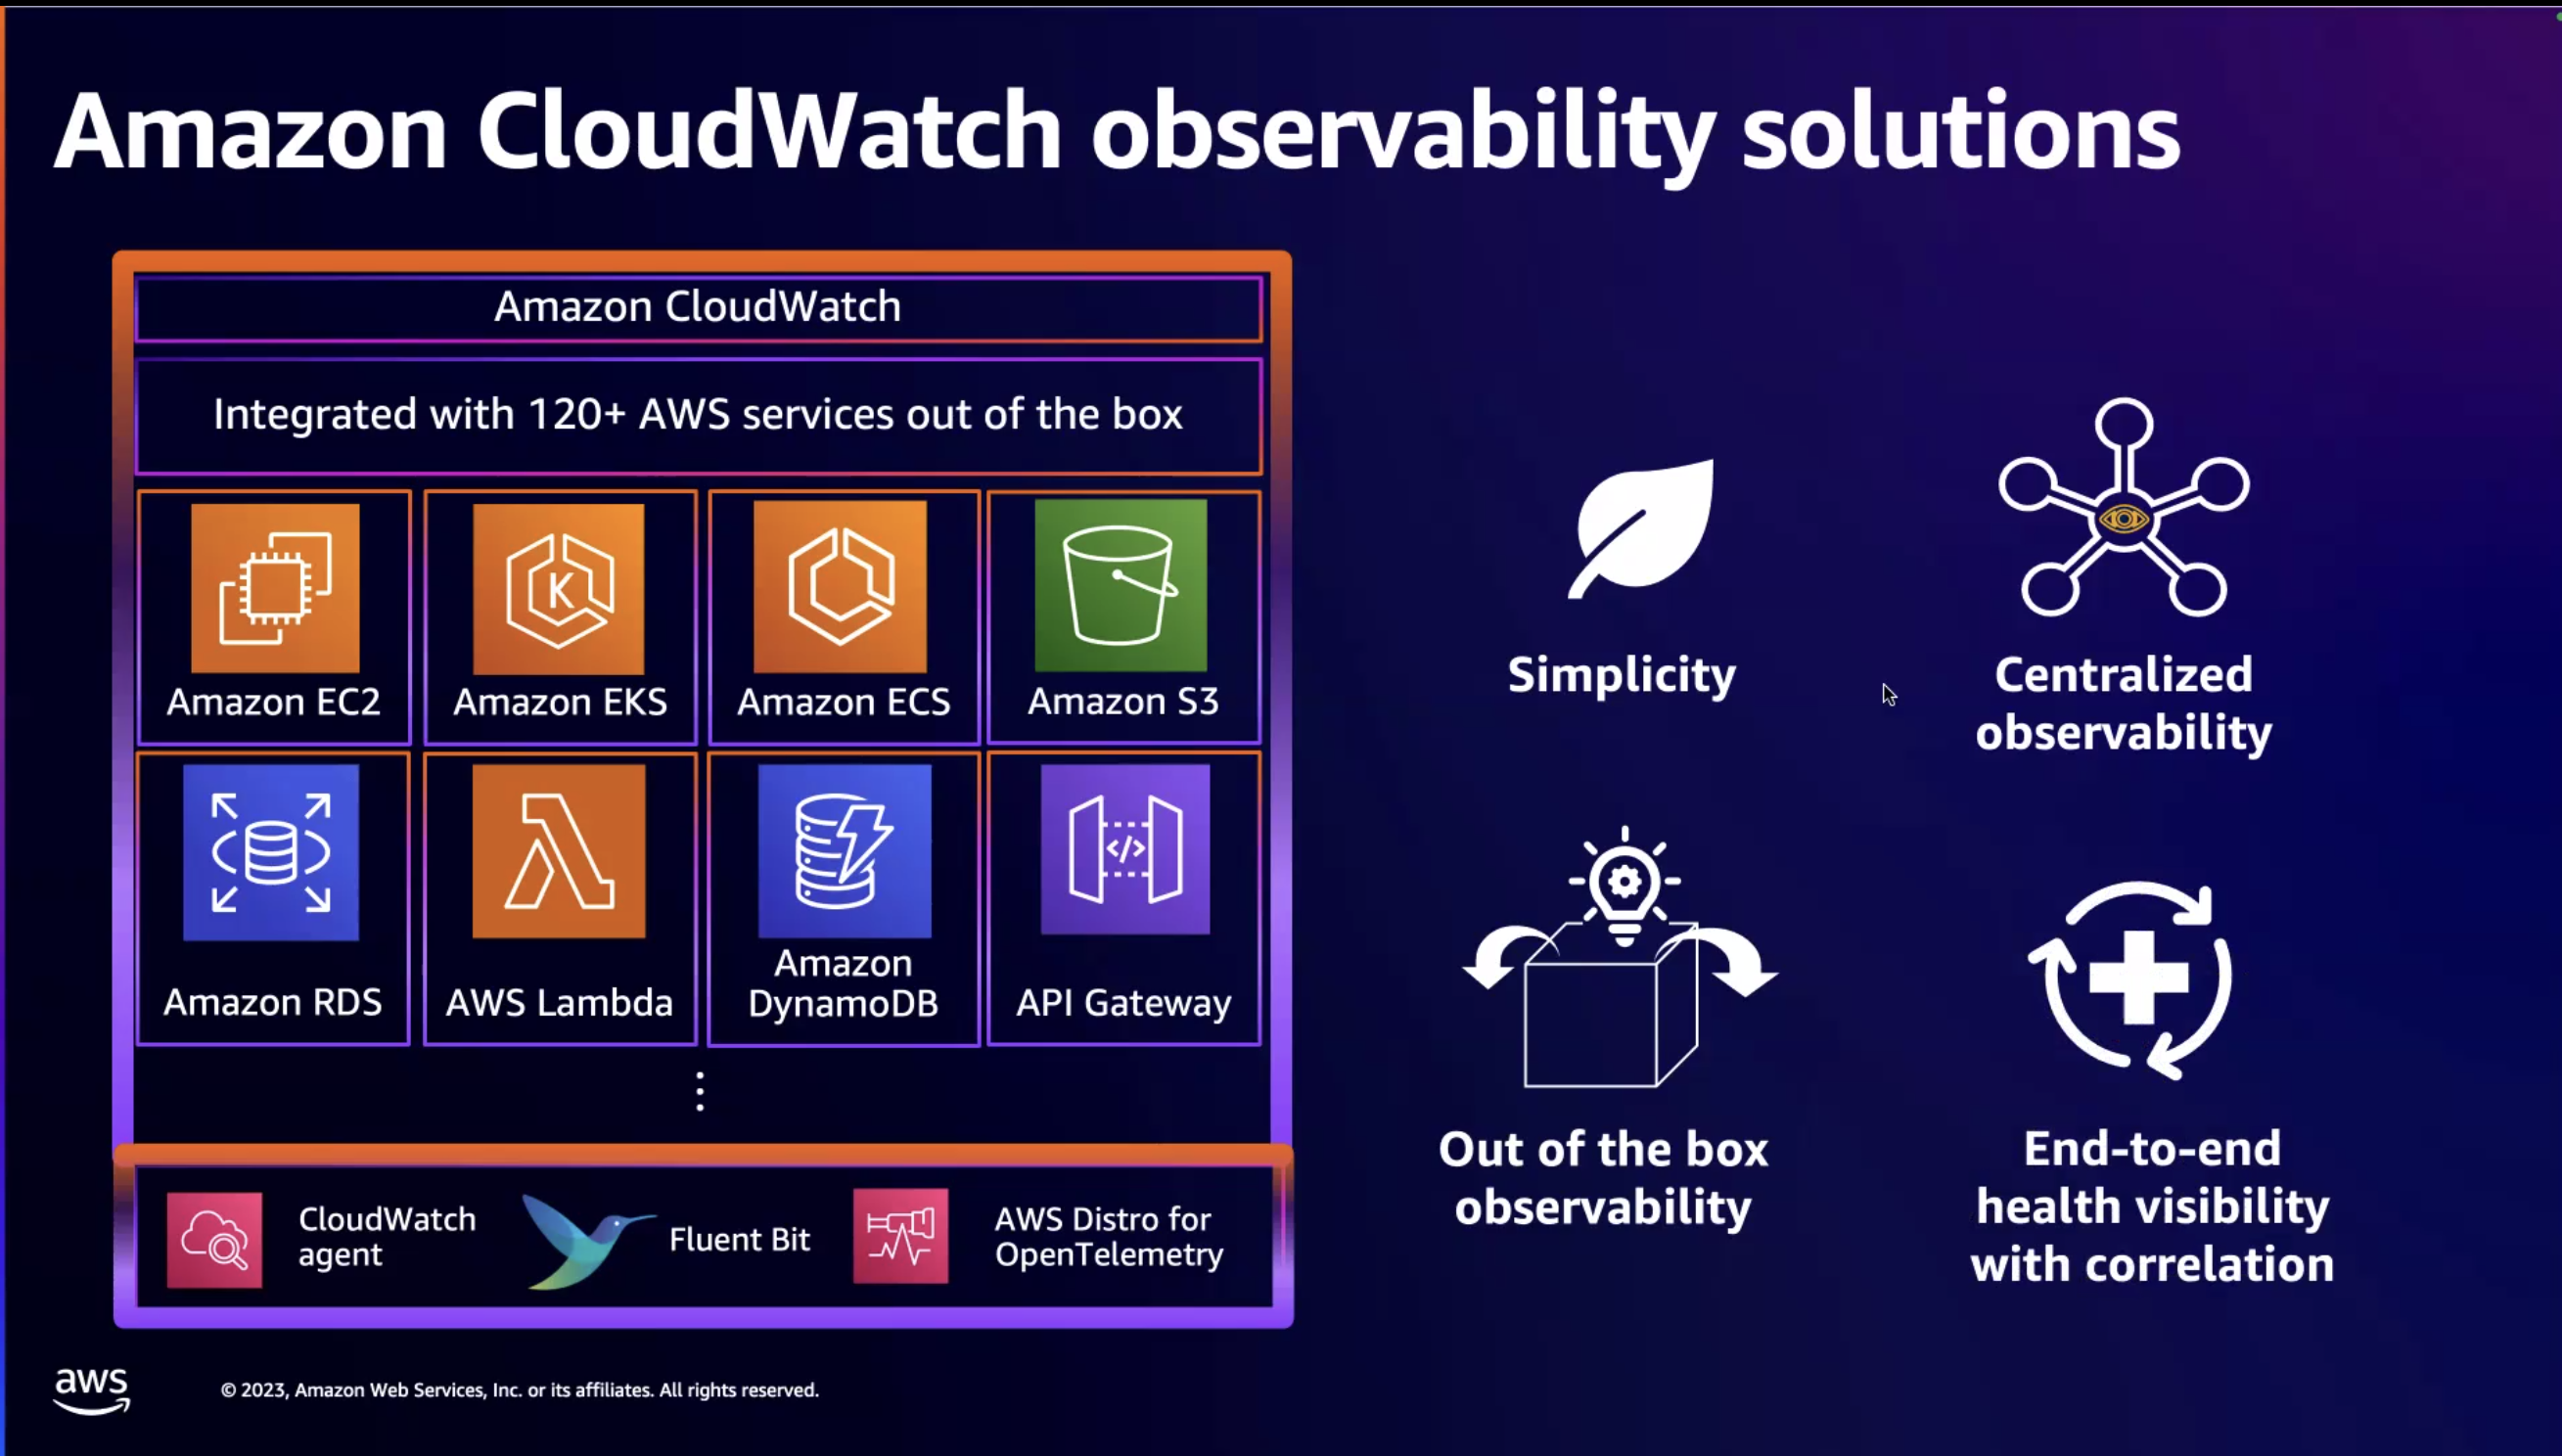 Amazon CloudWatch observability solutions
Amazon CloudWatch
Integrated with 120+ AWS services out of the box
Amazon EC2
Amazon EKS
Amazon ECS
Amazon S3
Amazon RDS
AWS Lambda
Amazon
DynamoDB
API Gateway
CloudWatch
agent
Fluent Bit
AWS Distro for
OpenTelemetry
Simplicity
Centralized
observability
Out of the box
observability
End-to-end
health visibility
with correlation
aws
© 2023, Amazon Web Services, Inc. or its affiliates. All rights reserved.